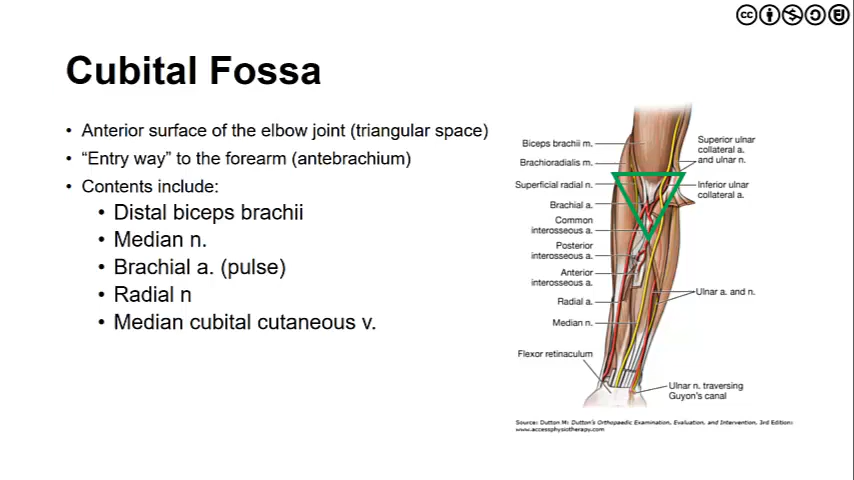 Cubital Fossa
• Anterior surface of the elbow joint (triangular space)
• “Entry way” to the forearm (antebrachium)
• Contents include:
• Distal biceps brachii
• Median n.
• Brachial a. (pulse)
• Radial n
• Median cubital cutaneous v.
Biceps brachii m.
Brachioradialis m.
Superficial radial n.
Brachial a.
Common
interosseous a.
Posterior
interosseous a.
Anterior
interosseous a.
Radial a.
Median n.
Flexor retinaculum
Superior ulnar
collateral a.
and ulnar n.
Inferior ulnar
collateral a.
Ulnar a. and n.
Ulnar n. traversing
Guyon's canal
Source: Dutton M: Dutton's Orthopaedic Examination, Evaluation, and Intervention, 3rd Edition:
www.accessphysiotherapy.com
cc